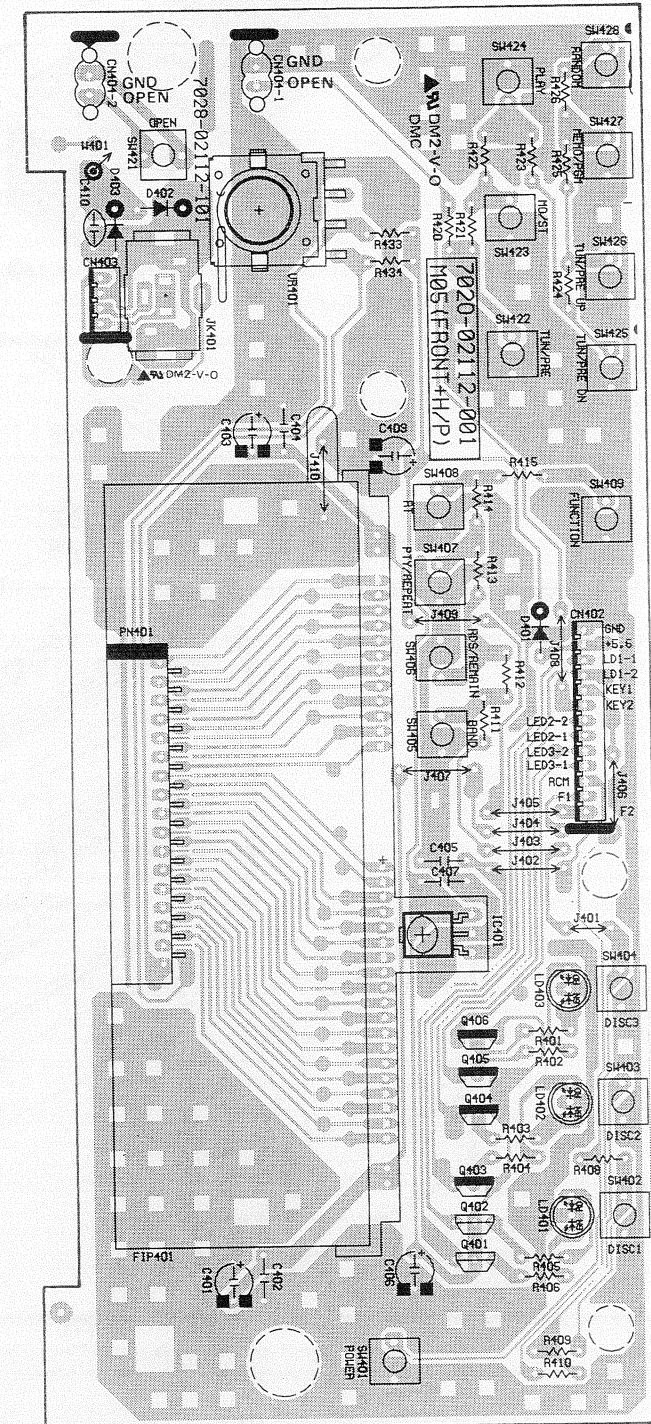 SW428
RANDOM
SW424
PLAY
R426
CN404-2
GND
OPEN
CN404-1
GND
OPEN
7028-02112-101
DM2-V-0
DMC
SW427
MEMO/PGM
R425
R422
R423
OPEN
SW421
W401
C410
D403
D402
R420
R421
MO/ST
SW423
R433
R434
VR401
CN403
JK401
DM2-V-0
SW426
TUN/PRE UP
R424
7020-02112-001
M05(FRONT+H/P)
SW422
TUN/PRE
SW425
TUN/PRE DN
C403
C404
J410
C409
R415
SW408
RT
R414
SW409
FUNCTION
SW407
PTY/REPEAT
R413
J409
D401
J408
CN402
GND
+5.6
LD1-1
LD1-2
KEY1
KEY2
LED2-2
LED2-1
LED3-2
LED3-1
RCM
F1
F2
PN401
SW406
RDS/REMAIN
R412
SW405
BAND
R411
J407
J406
J405
J404
J403
J402
C405
C407
IC401
J401
SW404
LD403
DISC3
Q406
R401
R402
Q405
SW403
LD402
Q404
DISC2
R403
R404
R408
Q403
SW402
LD401
Q402
DISC1
Q401
FIP401
C401
C402
C406
R405
R406
SW401
POWER
R409
R410